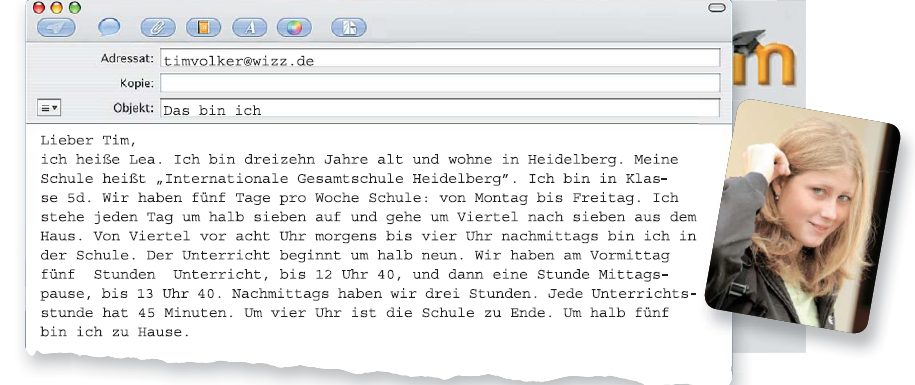 Adressat: timvolker@wizz.de
Kopie:
Objekt: Das bin ich
Lieber Tim,
ich heiße Lea. Ich bin dreizehn Jahre alt und wohne in Heidelberg. Meine
Schule heißt „Internationale Gesamtschule Heidelberg". Ich bin in Klas-
se 5d. Wir haben fünf Tage pro Woche Schule: von Montag bis Freitag. Ich
stehe jeden Tag um halb sieben auf und gehe um Viertel nach sieben aus dem
Haus. Von Viertel vor acht Uhr morgens bis vier Uhr nachmittags bin ich in
der Schule. Der Unterricht beginnt um halb neun. Wir haben am Vormittag
fünf Stunden Unterricht, bis 12 Uhr 40, und dann eine Stunde Mittags-
pause, bis 13 Uhr 40. Nachmittags haben wir drei Stunden. Jede Unterrichts-
stunde hat 45 Minuten. Um vier Uhr ist die Schule zu Ende. Um halb fünf
bin ich zu Hause.